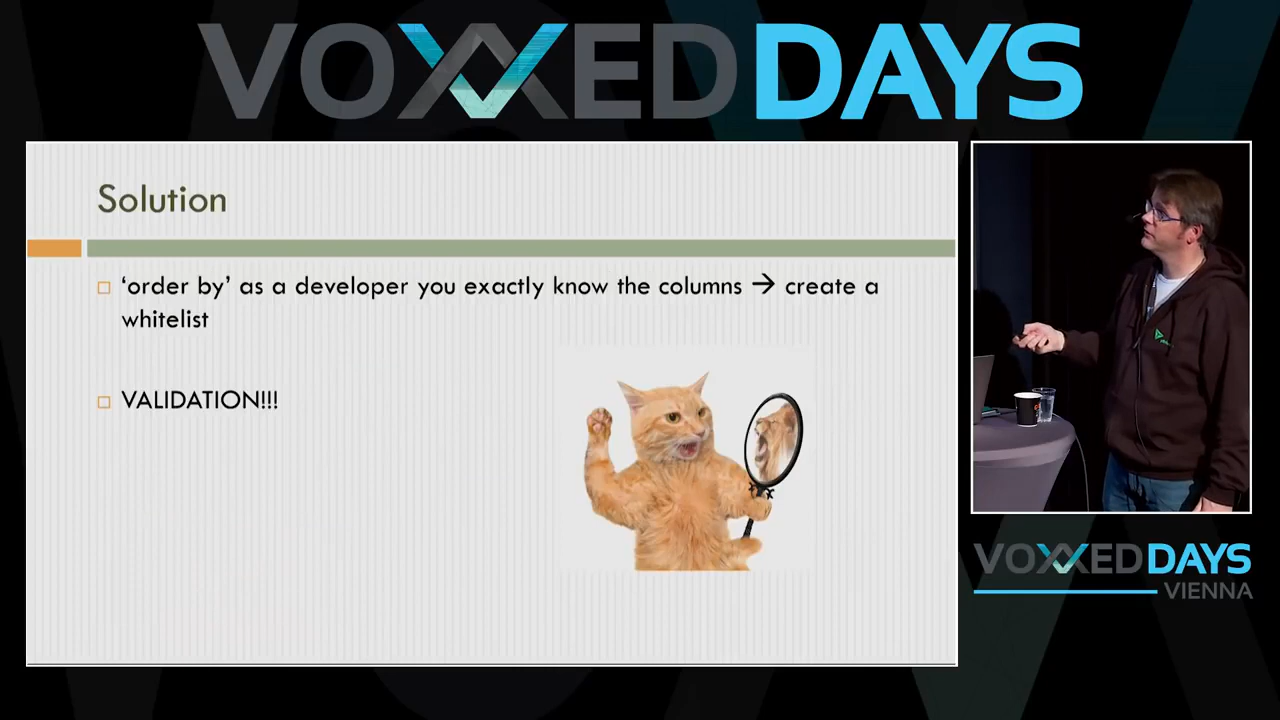 VOXXED DAYS
Solution
‘order by’ as a developer you exactly know the columns → create a
whitelist
VALIDATION!!!
VOXXED DAYS
VIENNA